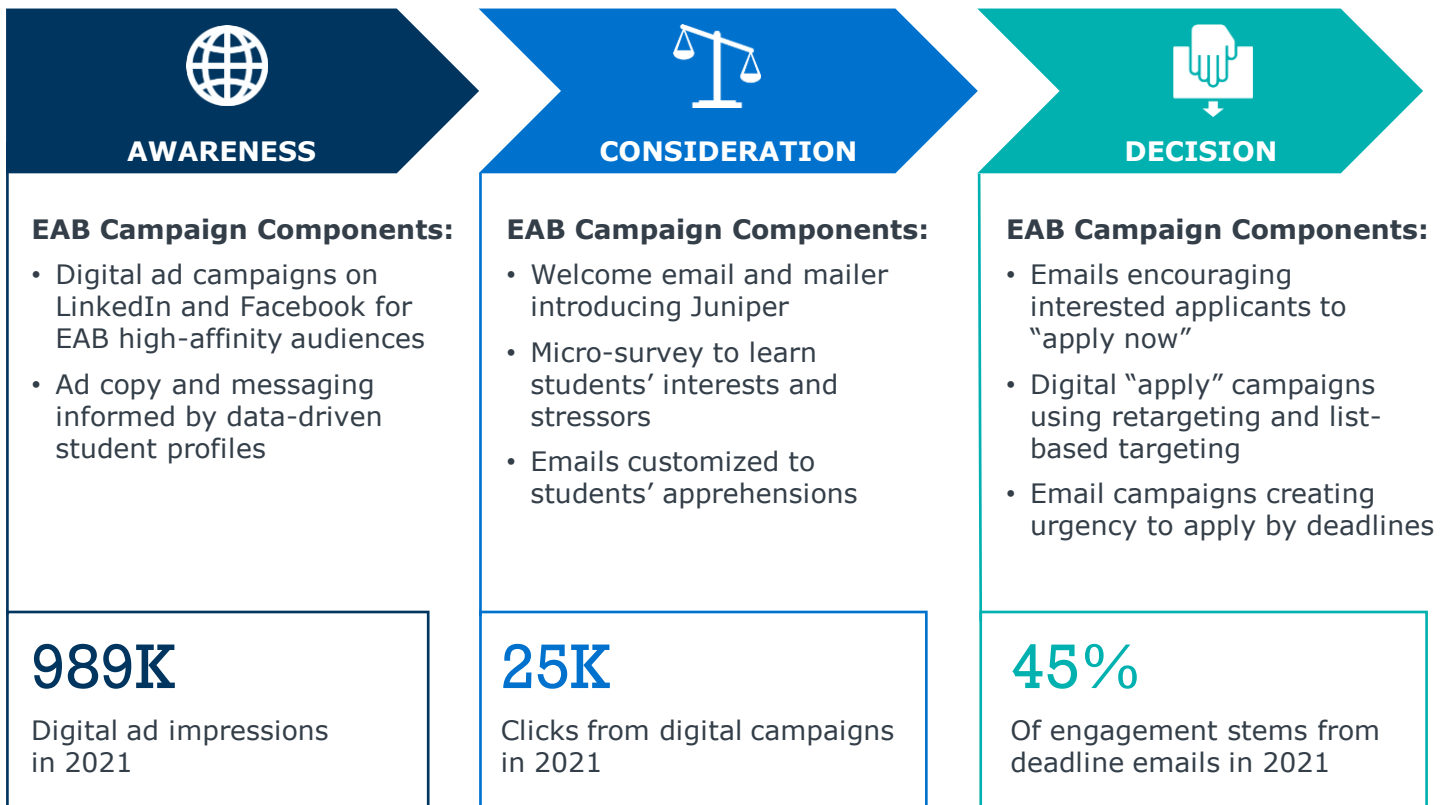 AWARENESS
EAB Campaign Components:
• Digital ad campaigns on
LinkedIn and Facebook for
EAB high-affinity audiences
• Ad copy and messaging
informed by data-driven
student profiles
989K
Digital ad impressions
in 2021
CONSIDERATION
EAB Campaign Components:
• Welcome email and mailer
introducing Juniper
• Micro-survey to learn
students’ interests and
stressors
• Emails customized to
students’ apprehensions
25K
Clicks from digital campaigns
in 2021
DECISION
EAB Campaign Components:
• Emails encouraging
interested applicants to
“apply now”
• Digital “apply” campaigns
using retargeting and list-
based targeting
• Email campaigns creating
urgency to apply by deadlines
45%
Of engagement stems from
deadline emails in 2021